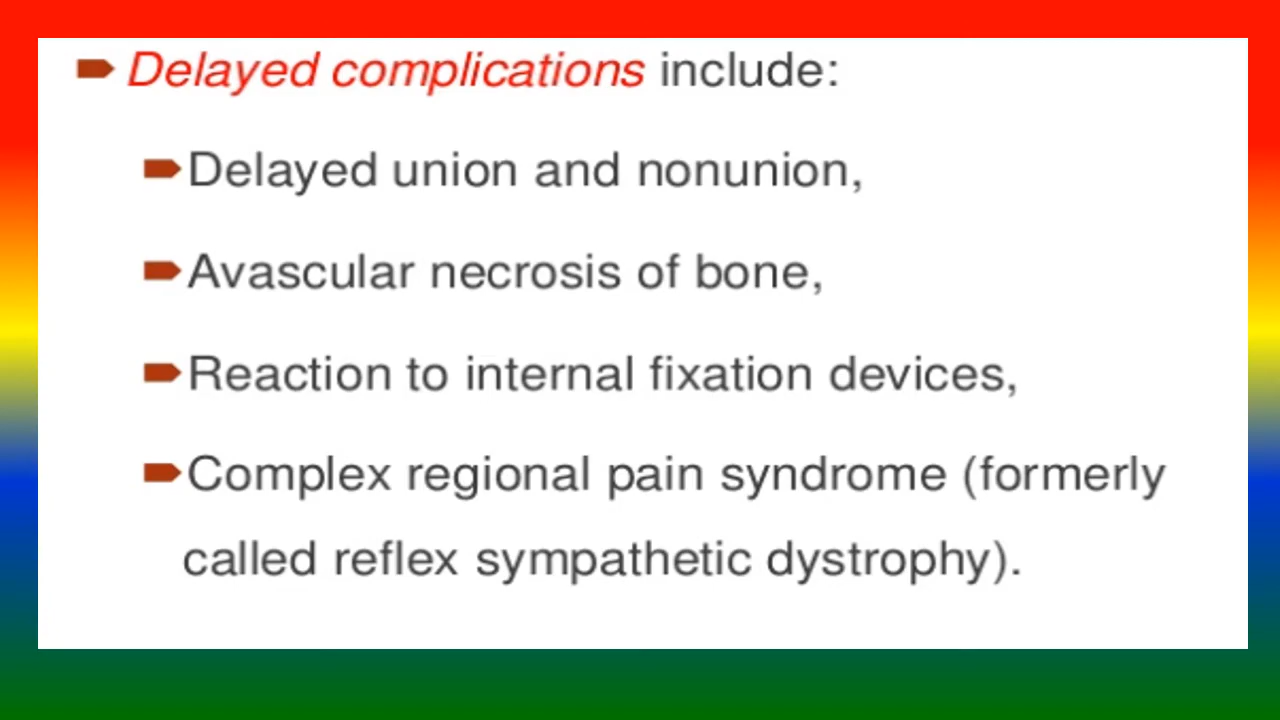 Delayed complications include:
Delayed union and nonunion,
Avascular necrosis of bone,
Reaction to internal fixation devices,
Complex regional pain syndrome (formerly
called reflex sympathetic dystrophy).